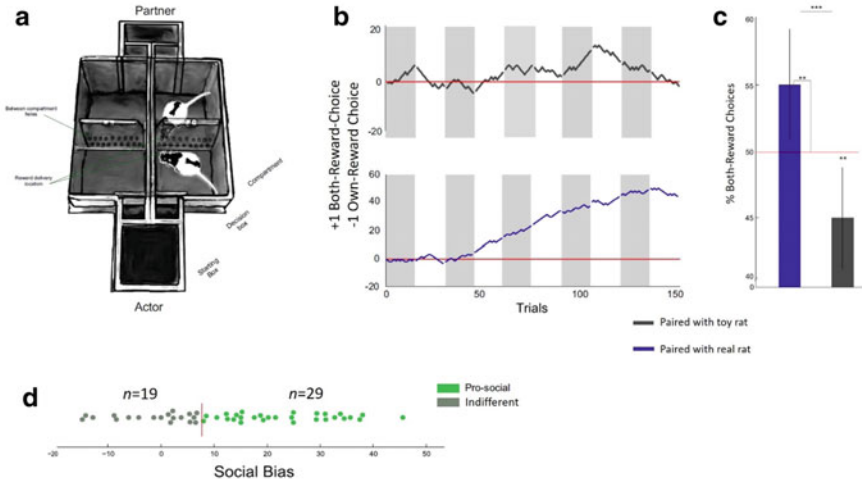 a
Partner
Between compartment
holes
Reward delivery
location
Compartment
Decision
box
Starting
Box
Actor
b
+1 Both-Reward-Choice
-1 Own-Reward Choice
20
0
-20
60
40
20
0
-20
0
50
100
150
Trials
Paired with toy rat
Paired with real rat
c
% Both-Reward Choices
60
55
50
45
40
0
***
**
**
d
n=19
n=29
Pro-social
Indifferent
-20
-10
0
10
20
30
40
50
Social Bias